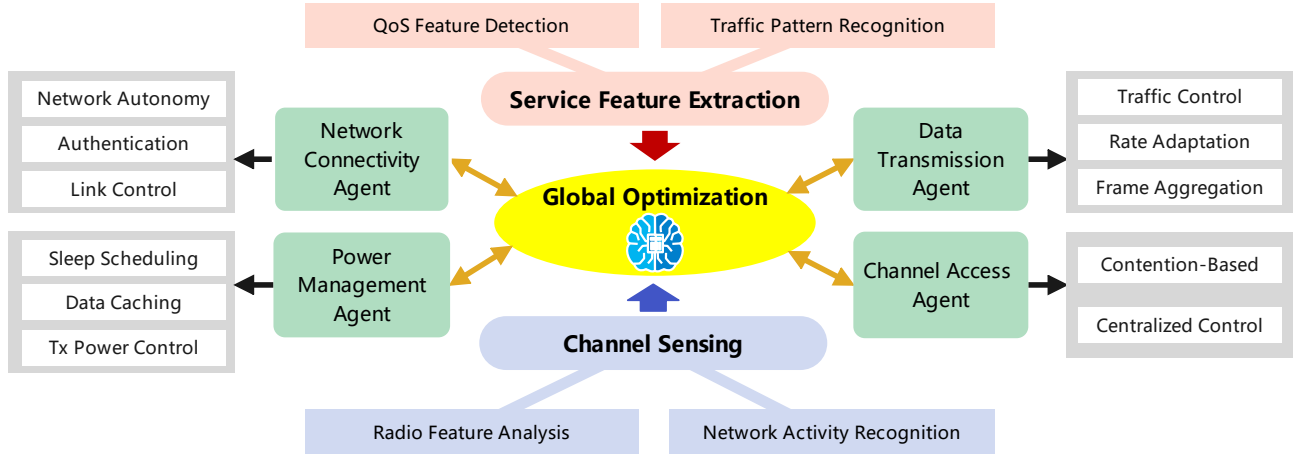 QoS Feature Detection
Traffic Pattern Recognition
Service Feature Extraction
Network Autonomy
Authentication
Link Control
Network
Connectivity
Agent
Data
Transmission
Agent
Traffic Control
Rate Adaptation
Frame Aggregation
Global Optimization
Sleep Scheduling
Data Caching
Tx Power Control
Power
Management
Agent
Channel Access
Agent
Contention-Based
Centralized Control
Channel Sensing
Radio Feature Analysis
Network Activity Recognition